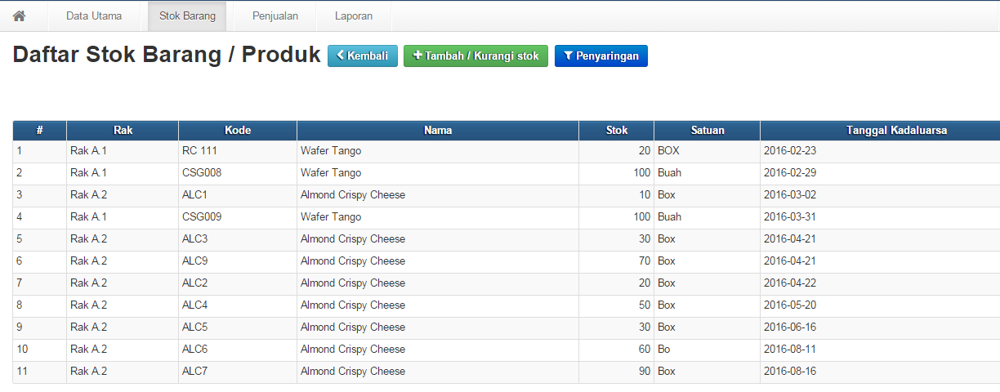 Data Utama Stok Barang Penjualan Laporan
Daftar Stok Barang / Produk Kembali Tambah / Kurangi stok Penyaringan
# Rak Kode Nama Stok Satuan Tanggal Kadaluarsa
1 Rak A.1 RC 111 Wafer Tango 20 BOX 2016-02-23
2 Rak A.1 CSG008 Wafer Tango 100 Buah 2016-02-29
3 Rak A.2 ALC1 Almond Crispy Cheese 10 Box 2016-03-02
4 Rak A.1 CSG009 Wafer Tango 100 Buah 2016-03-31
5 Rak A.2 ALC3 Almond Crispy Cheese 30 Box 2016-04-21
6 Rak A.2 ALC9 Almond Crispy Cheese 70 Box 2016-04-21
7 Rak A.2 ALC2 Almond Crispy Cheese 20 Box 2016-04-22
8 Rak A.2 ALC4 Almond Crispy Cheese 50 Box 2016-05-20
9 Rak A.2 ALC5 Almond Crispy Cheese 30 Box 2016-06-16
10 Rak A.2 ALC6 Almond Crispy Cheese 60 Bo 2016-08-11
11 Rak A.2 ALC7 Almond Crispy Cheese 90 Box 2016-08-16